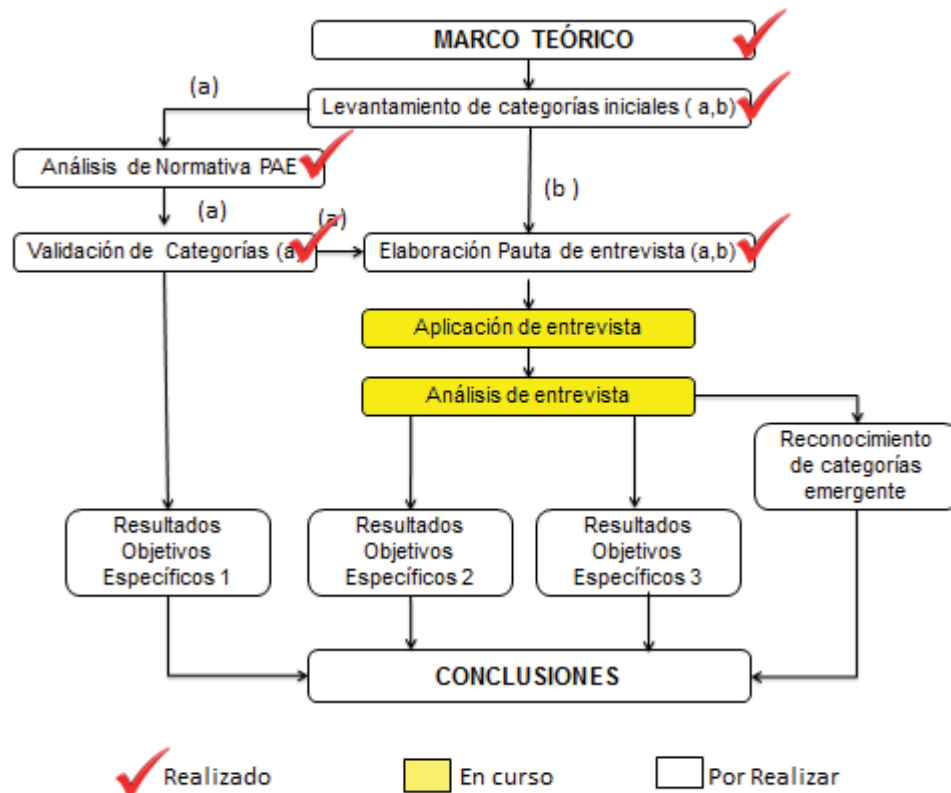 MARCO TEÓRICO
(a)
Levantamiento de categorías iniciales ( a,b)
Análisis de Normativa PAE
(b )
(a)
(a)
Validación de Categorías (a)
Elaboración Pauta de entrevista (a,b)
Aplicación de entrevista
Análisis de entrevista
Reconocimiento
de categorías
emergente
Resultados
Objetivos
Específicos 1
Resultados
Objetivos
Específicos 2
Resultados
Objetivos
Específicos 3
CONCLUSIONES
Realizado
En curso
Por Realizar